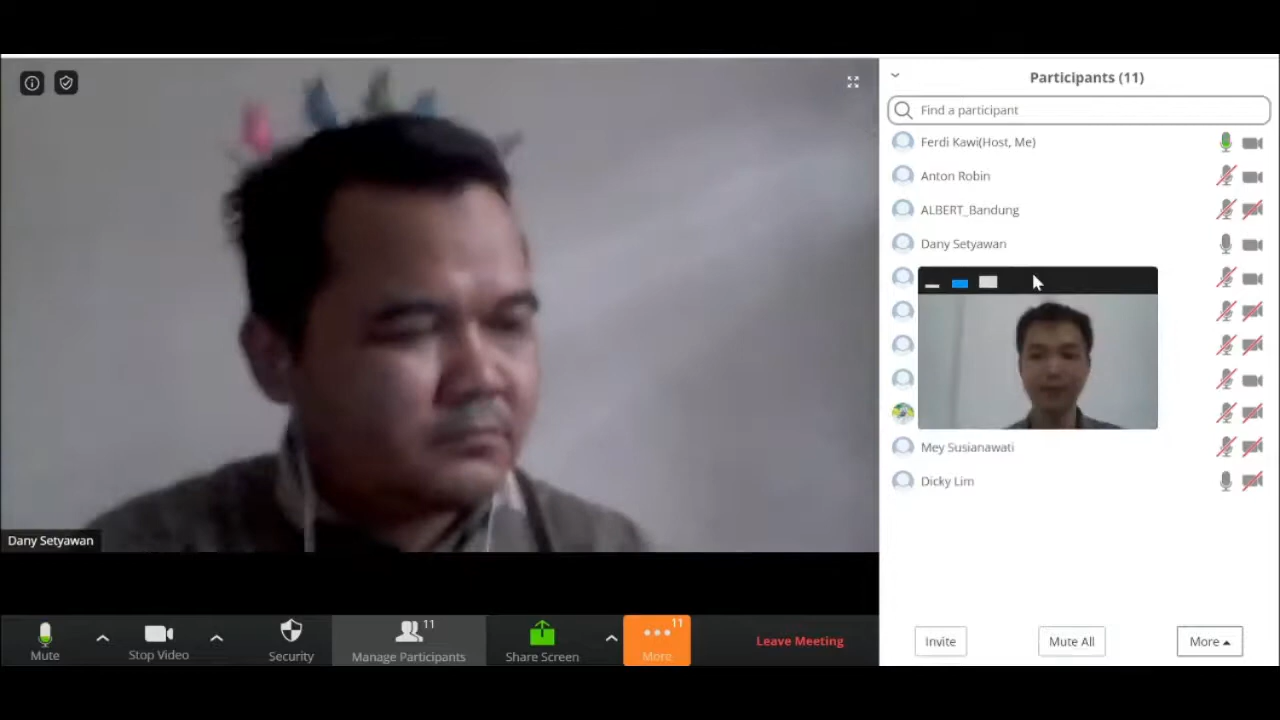 Participants (11)
Find a participant
Ferdi Kawi(Host, Me)
Anton Robin
ALBERT_Bandung
Dany Setyawan
Mey Susianawati
Dicky Lim
Dany Setyawan
Mute
Stop Video
Security
11
Manage Participants
Share Screen
11
More
Leave Meeting
Invite
Mute All
More